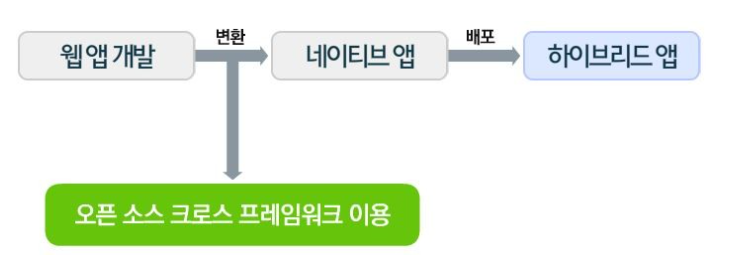 변환
배포
웹 앱 개발
네이티브 앱
하이브리드 앱
오픈 소스 크로스 프레임워크 이용